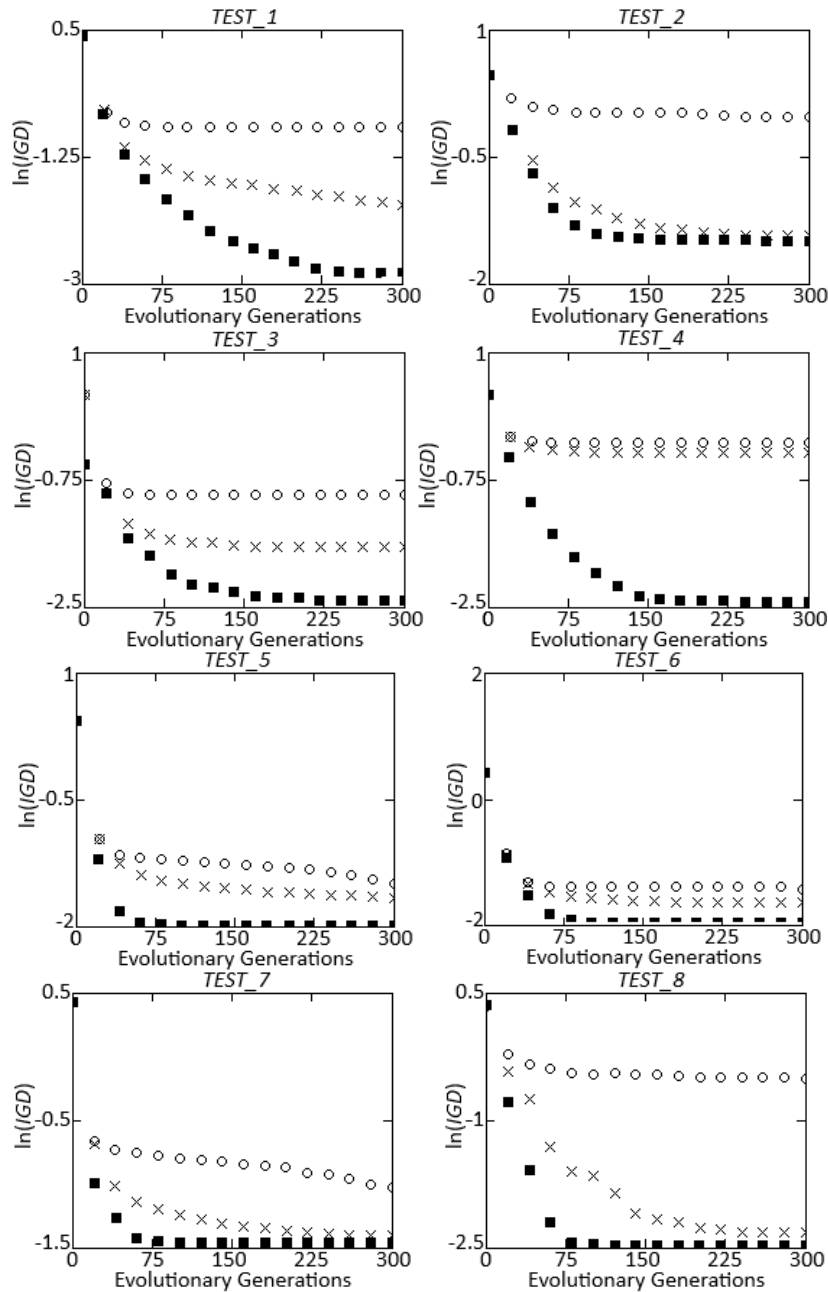 TEST_1
0.5
-1.25
-3
ln(IGD)
0 75 150 225 300
Evolutionary Generations
TEST_2
1
-0.5
-2
ln(IGD)
0 75 150 225 300
Evolutionary Generations
TEST_3
1
-0.75
-2.5
ln(IGD)
0 75 150 225 300
Evolutionary Generations
TEST_4
1
-0.75
-2.5
ln(IGD)
0 75 150 225 300
Evolutionary Generations
TEST_5
1
-0.5
-2
ln(IGD)
0 75 150 225 300
Evolutionary Generations
TEST_6
2
0
-2
ln(IGD)
0 75 150 225 300
Evolutionary Generations
TEST_7
0.5
-0.5
-1.5
ln(IGD)
0 75 150 225 300
Evolutionary Generations
TEST_8
0.5
-1
-2.5
ln(IGD)
0 75 150 225 300
Evolutionary Generations